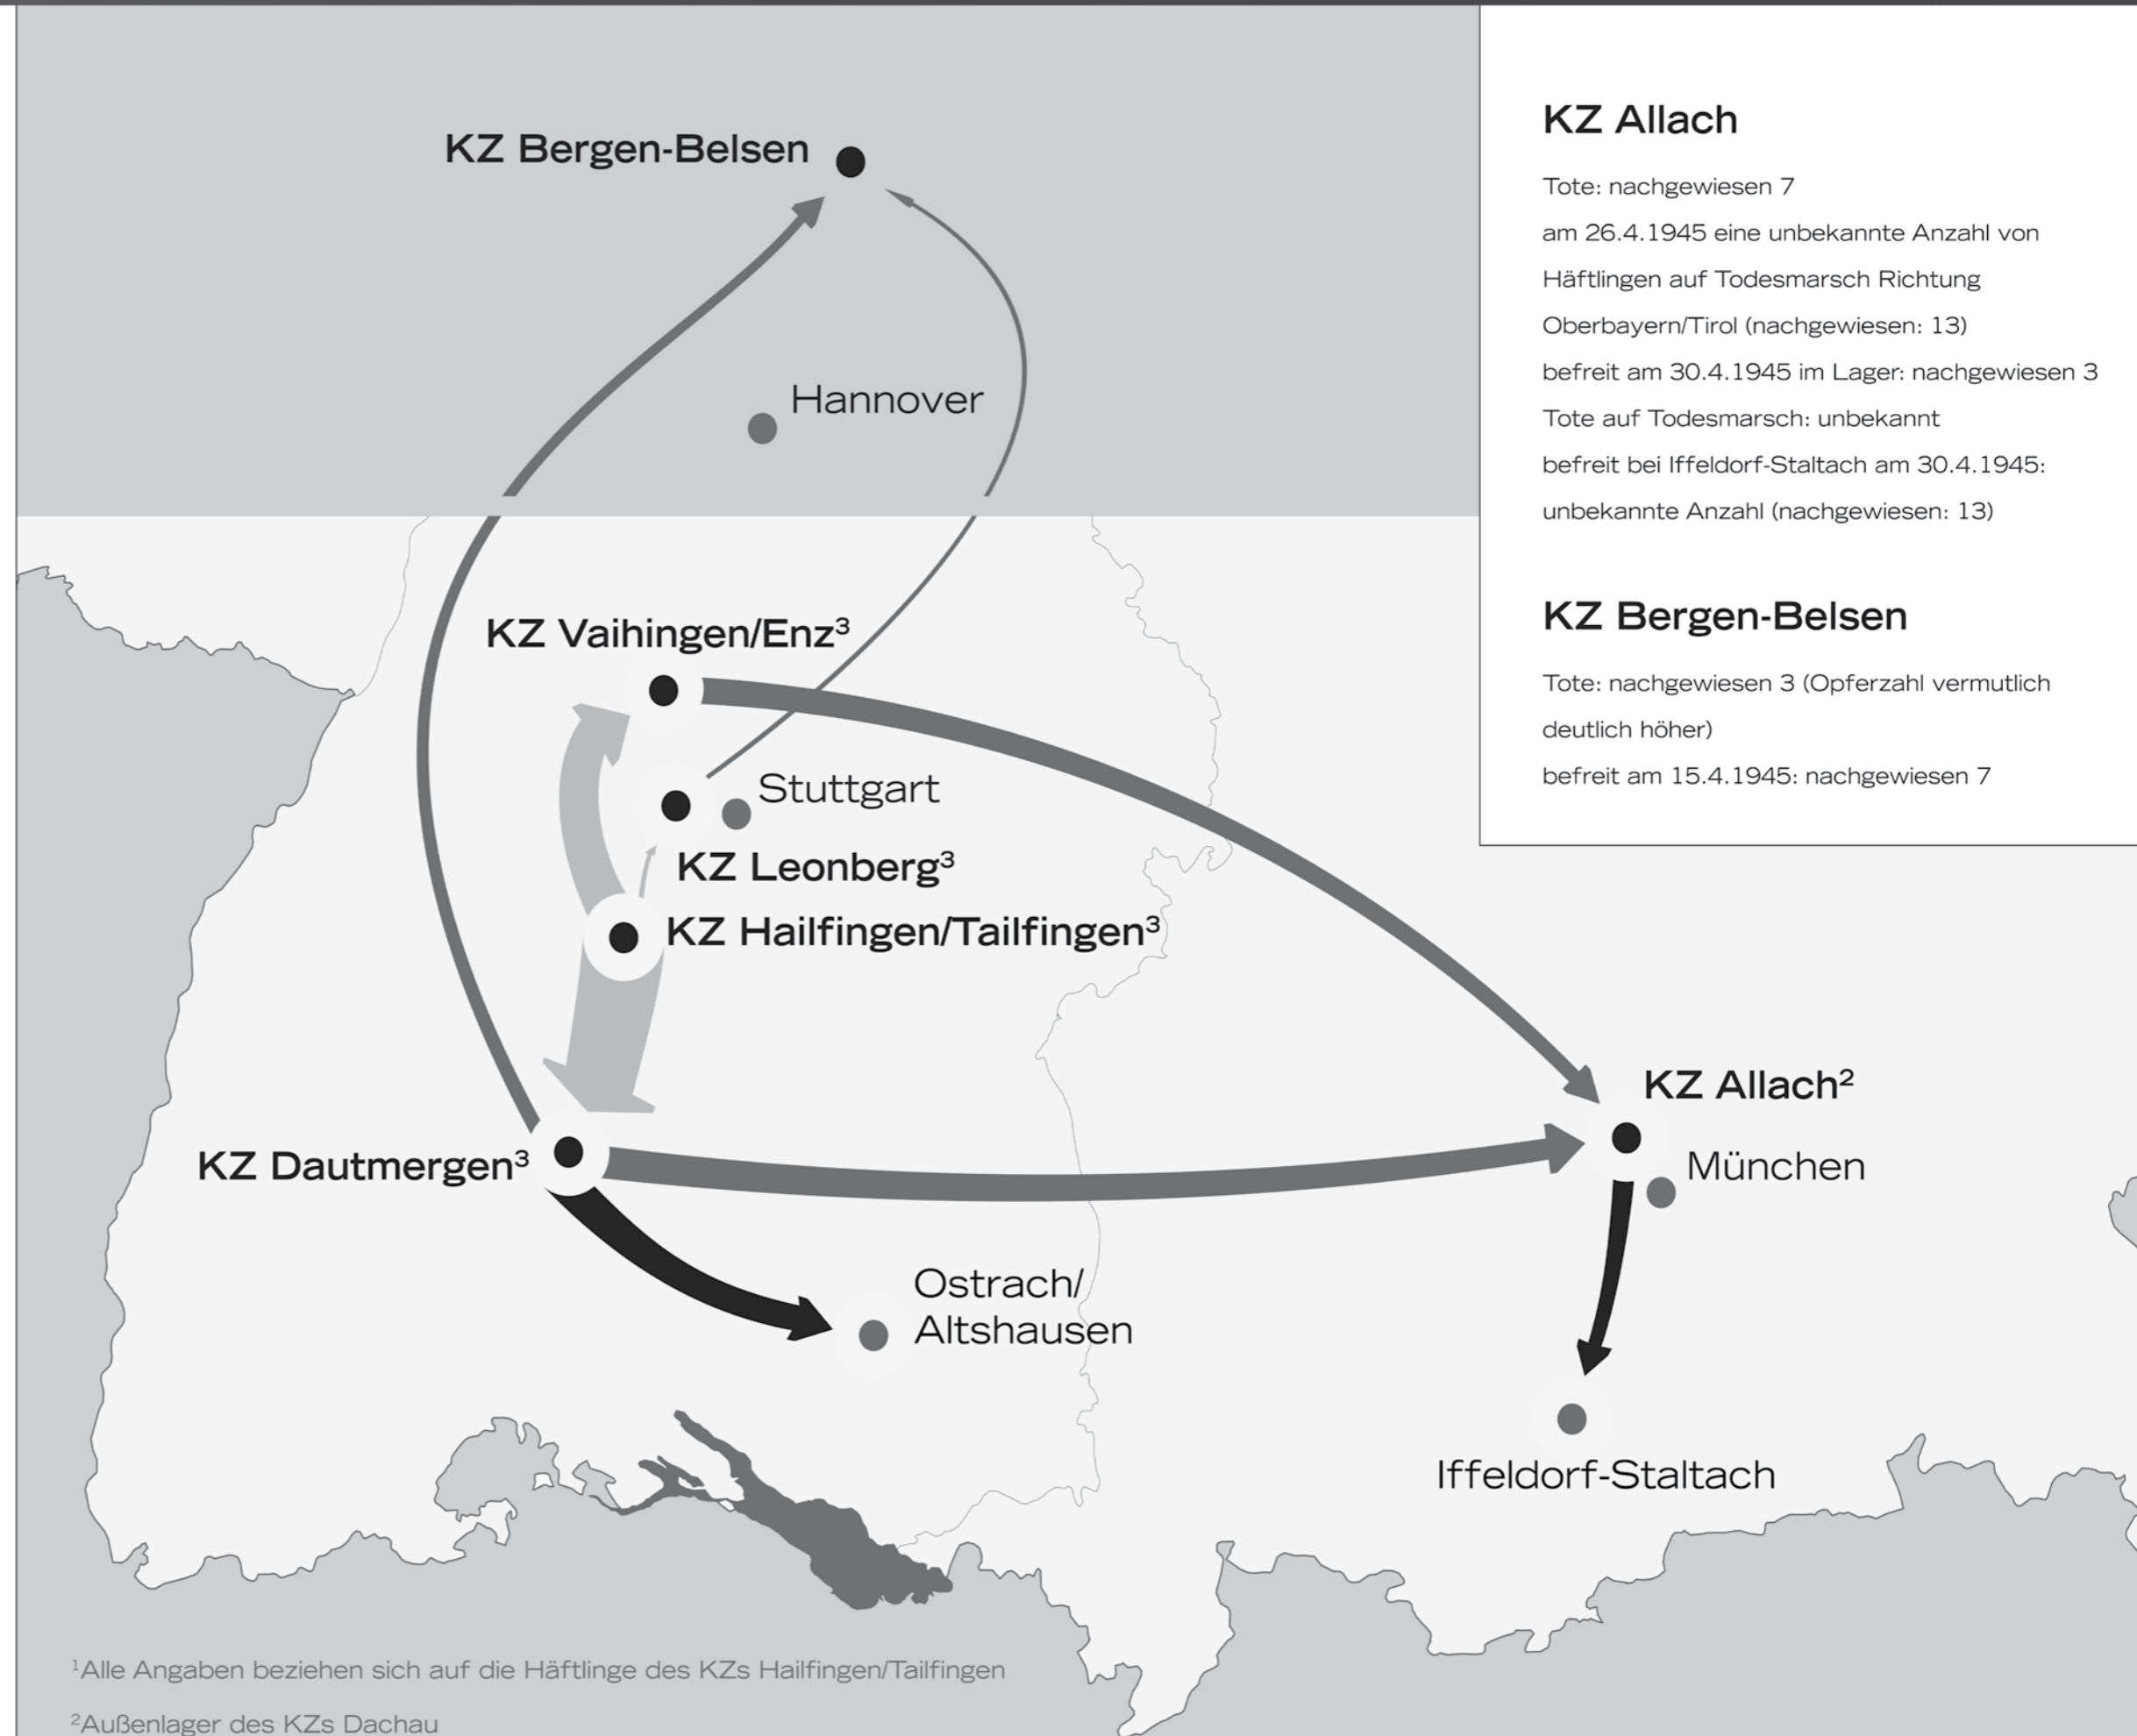 KZ Bergen-Belsen
Hannover
KZ Vaihingen/Enz³
Stuttgart
KZ Leonberg³
KZ Hailfingen/Tailfingen³
KZ Dautmergen³
KZ Allach²
München
Ostrach/
Altshausen
Iffeldorf-Staltach
KZ Allach
Tote: nachgewiesen 7
am 26.4.1945 eine unbekannte Anzahl von
Häftlingen auf Todesmarsch Richtung
Oberbayern/Tirol (nachgewiesen: 13)
befreit am 30.4.1945 im Lager: nachgewiesen 3
Tote auf Todesmarsch: unbekannt
befreit bei Iffeldorf-Staltach am 30.4.1945:
unbekannte Anzahl (nachgewiesen: 13)
KZ Bergen-Belsen
Tote: nachgewiesen 3 (Opferzahl vermutlich
deutlich höher)
befreit am 15.4.1945: nachgewiesen 7
¹Alle Angaben beziehen sich auf die Häftlinge des KZs Hailfingen/Tailfingen
²Außenlager des KZs Dachau